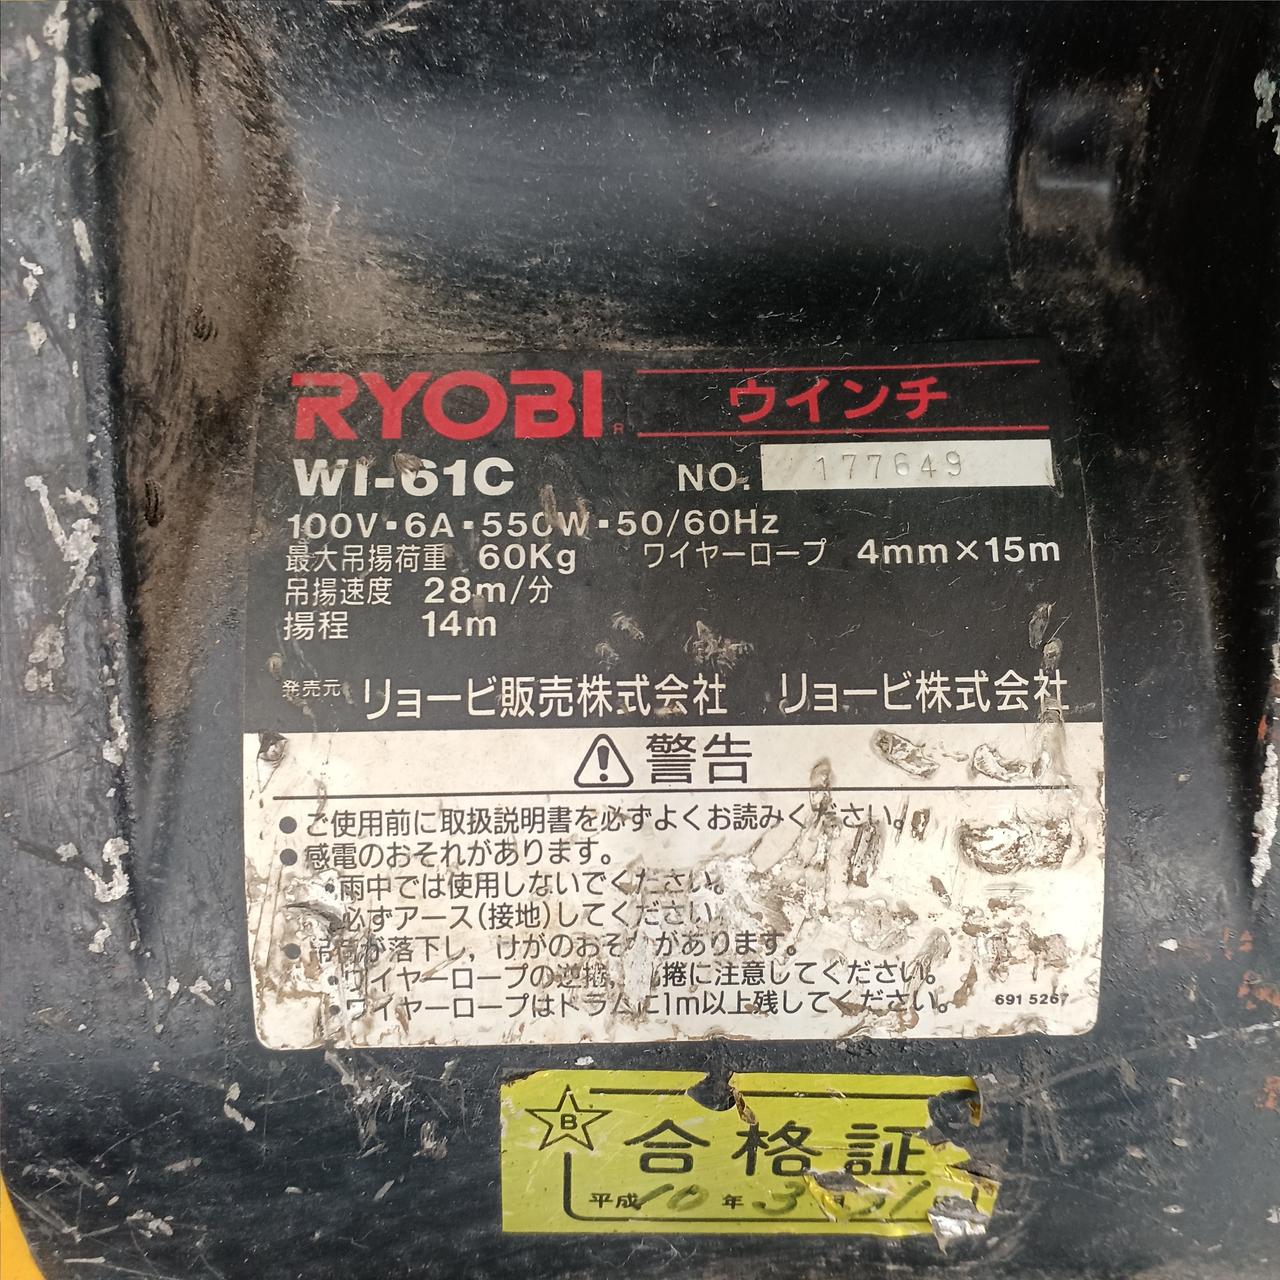 RYOBI ウインチ
WI-61C NO. 177649
100V・6A・550W・50/60Hz
最大吊揚荷重 60Kg ワイヤーロープ 4mm×15m
吊揚速度 28m/分
揚程 14m
発売元 リョービ販売株式会社 リョービ株式会社
警告
●ご使用前に取扱説明書を必ずよくお読みください。
●感電のおそれがあります。
・雨中では使用しないでください。
必ずアース(接地)してください。
●吊荷が落下し,けがのおそれがあります。
・ワイヤーロープの逆捲, 捲に注意してください。
・ワイヤーロープはドラムに1m以上残してください。
691 5267
B
合格証
平成10年3月31日